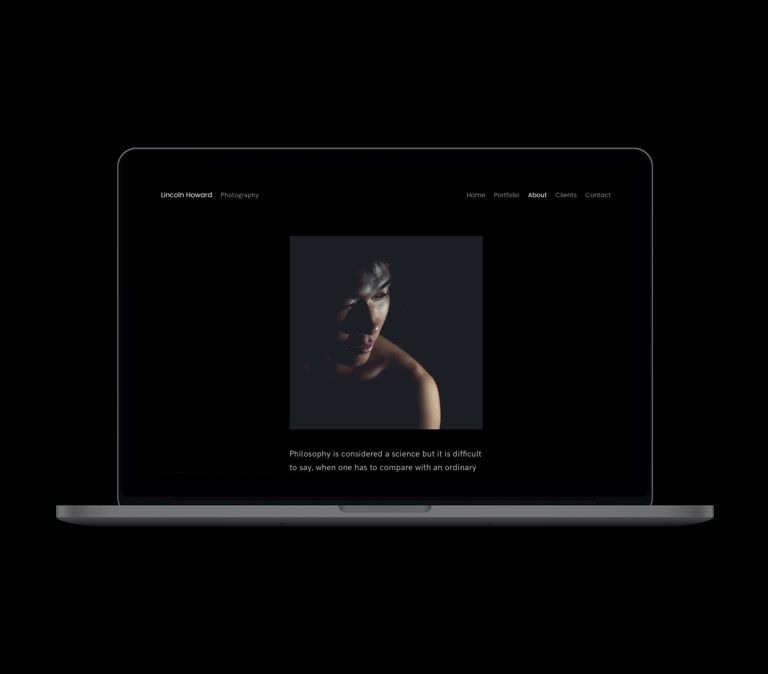 Lincoln Howard Photography Home Portfolio About Clients Contact
Philosophy is considered a science but it is difficult
to say, when one has to compare with an ordinary